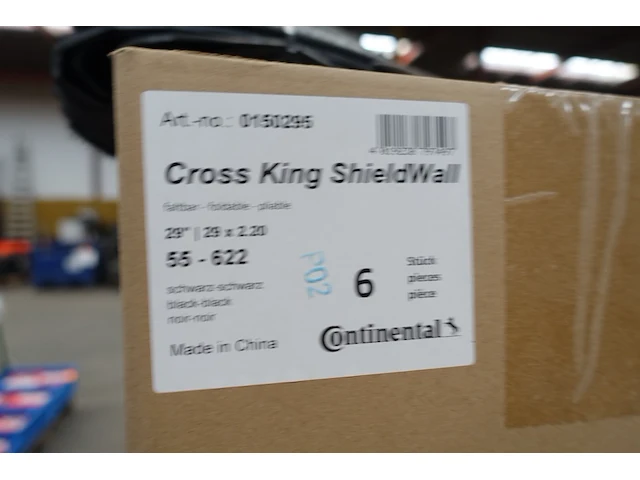 Art.-no.: 0150295
Cross King ShieldWall
faltbar - foldable - pliable
29" | 29 x 2.20
55 - 622
schwarz-schwarz
black-black
noir-noir
P02
6
Stück
pieces
pièce
Made in China
Continental